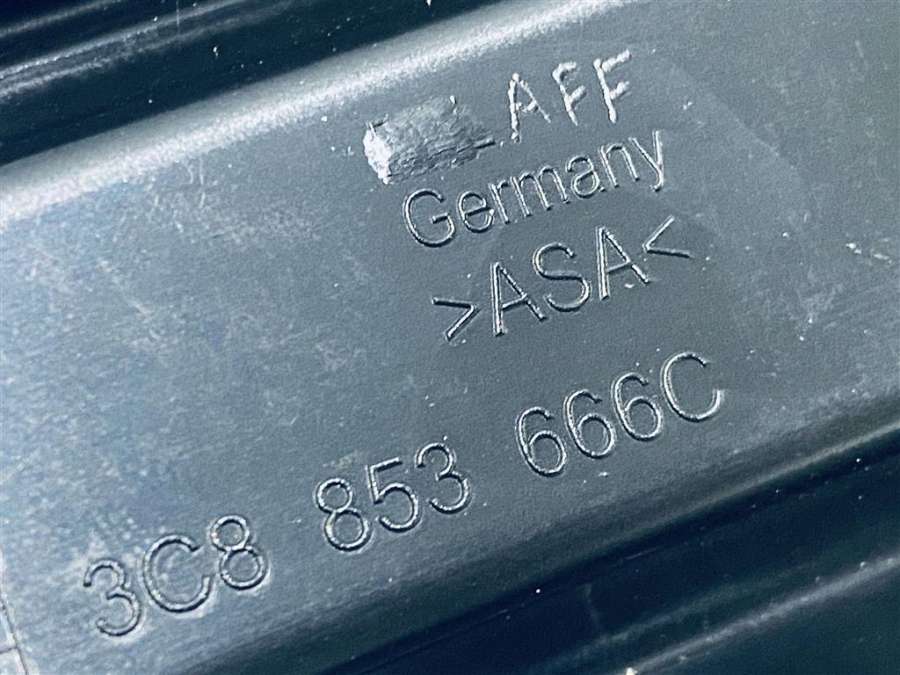 AFF
Germany
>ASA<
3C8 853 666C